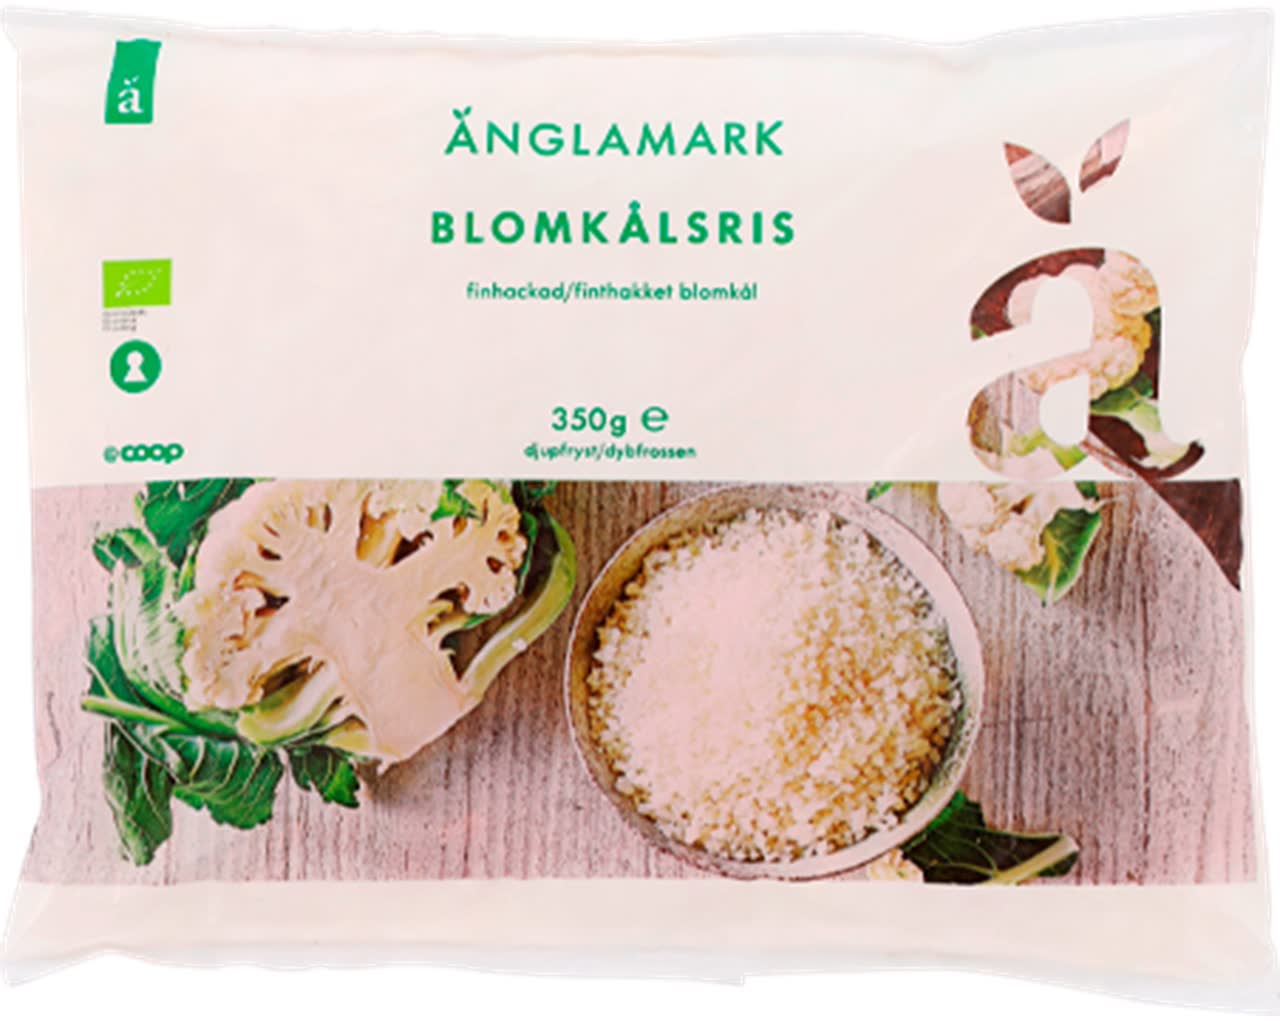 ä
ÄNGLAMARK
BLOMKÅLSRIS
finhackad/finthakket blomkål
350g ℮
djupfryst/dybfrossen
coop
ä